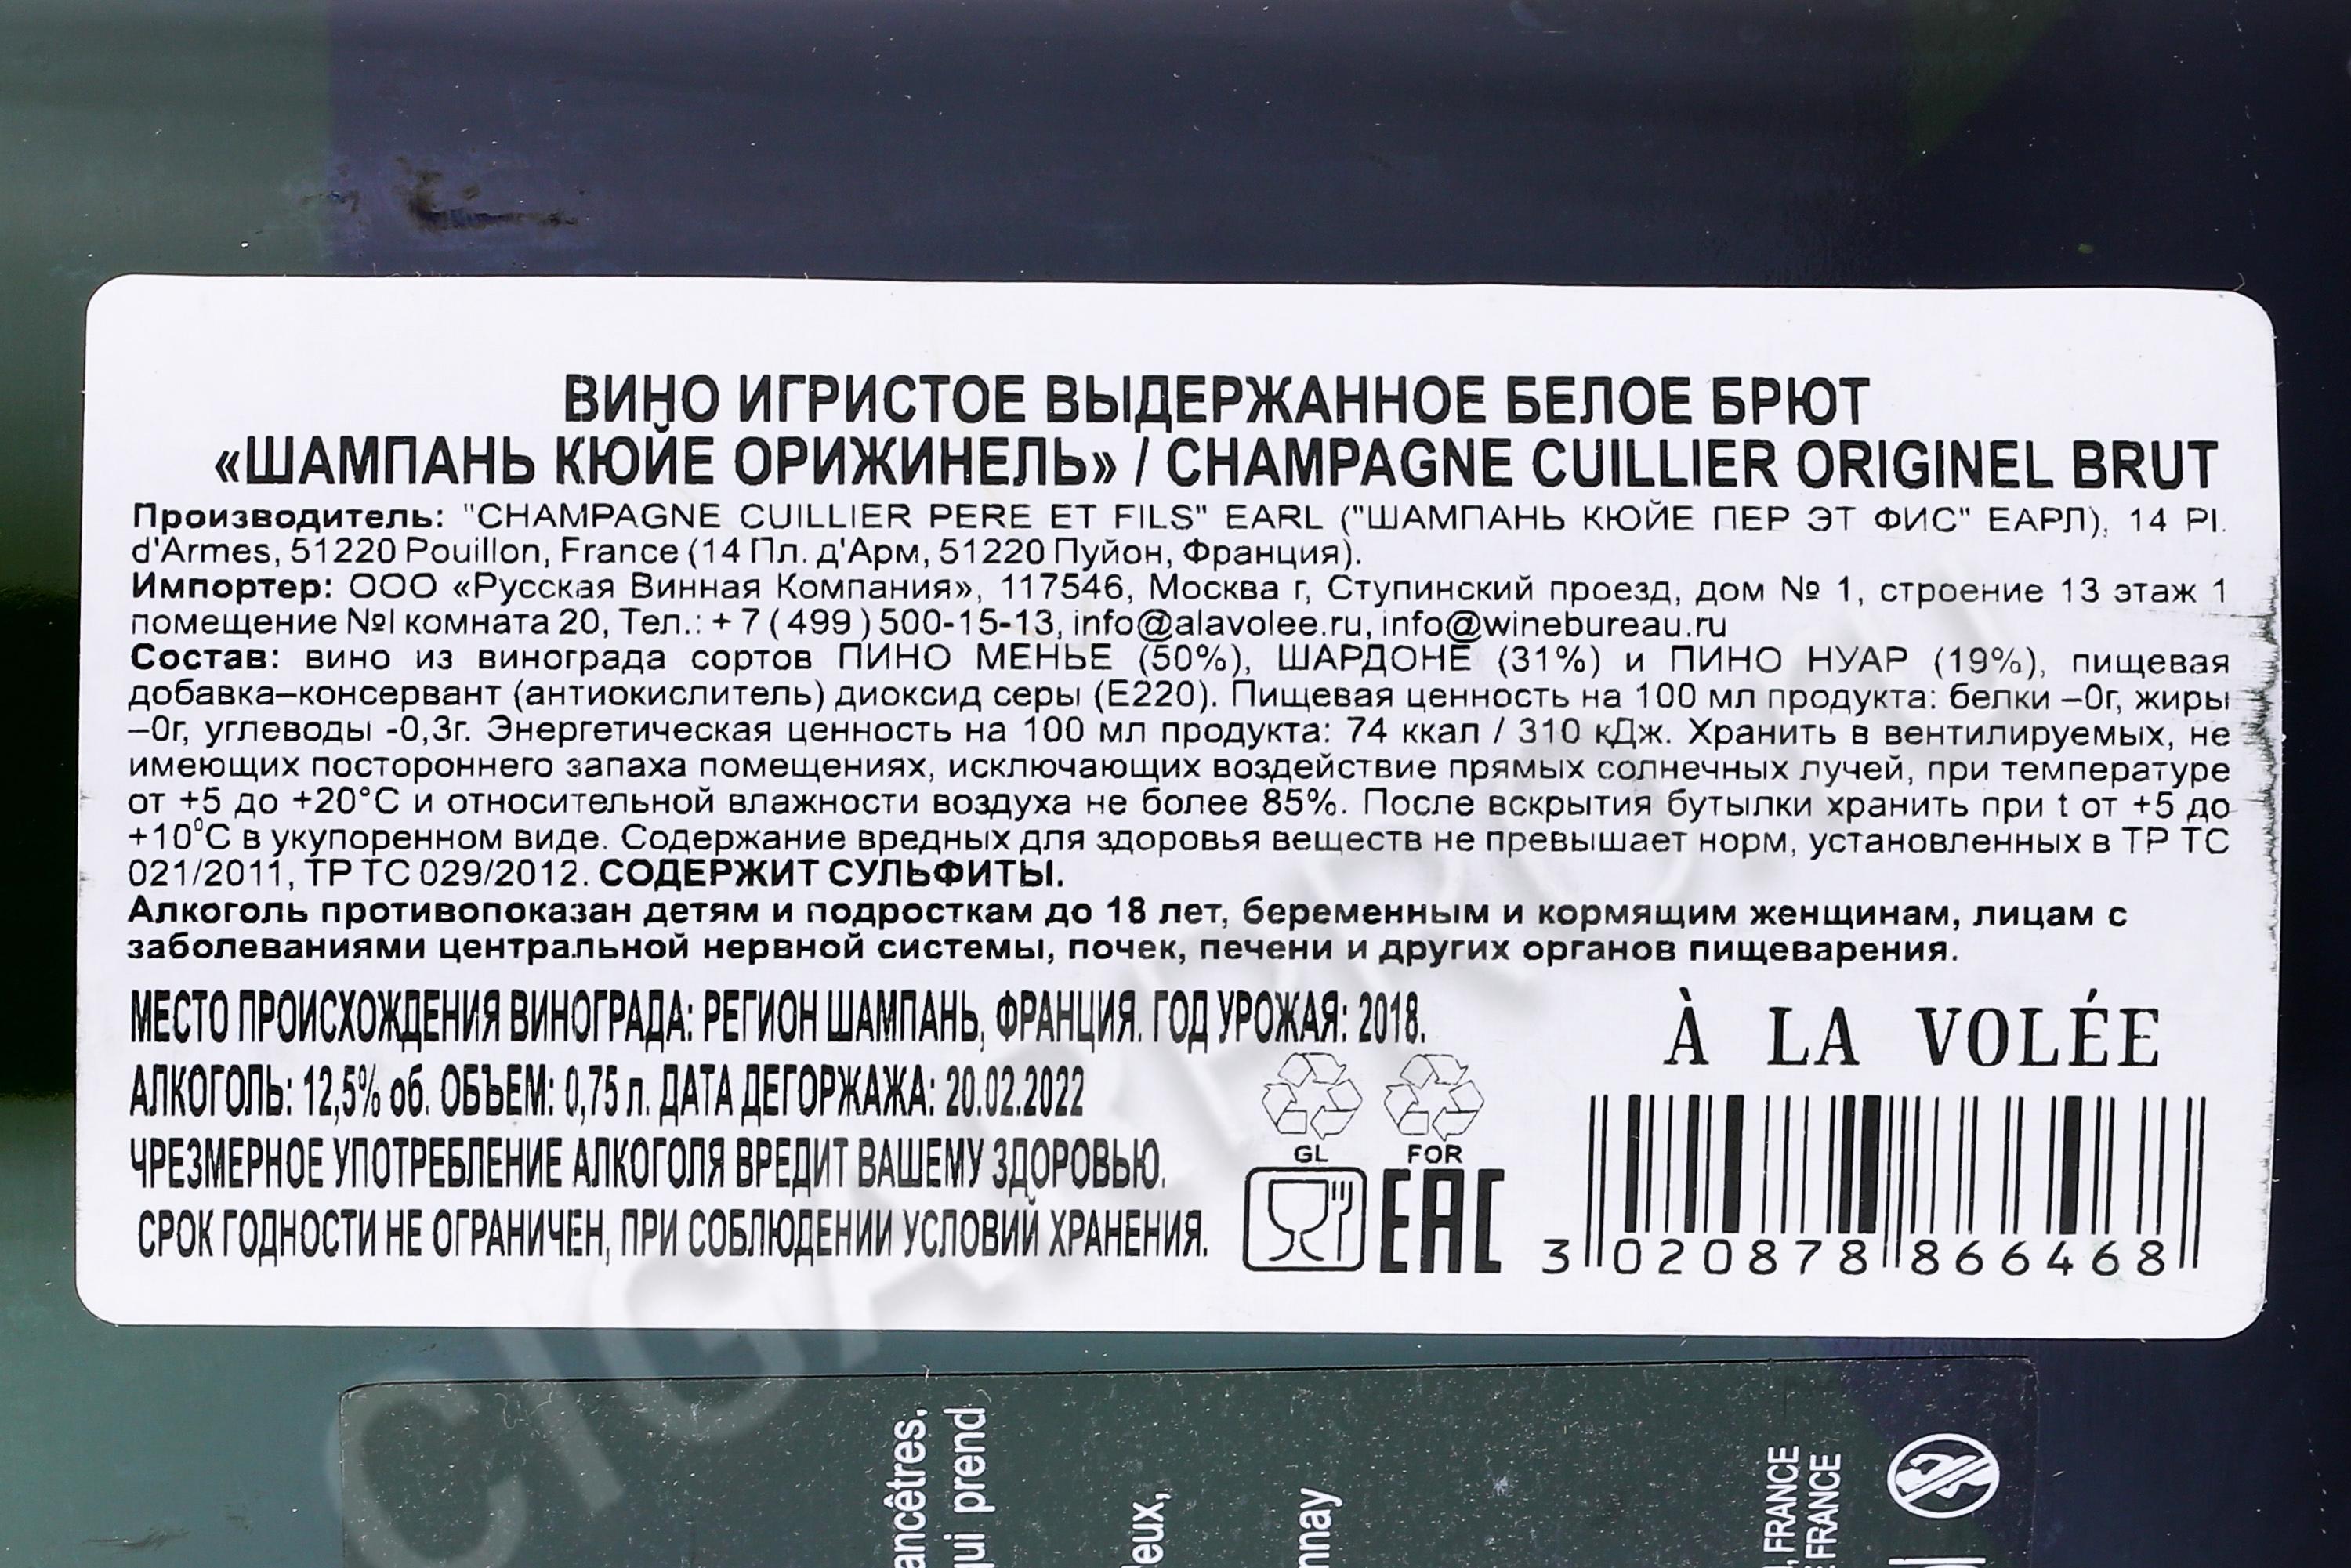 ВИНО ИГРИСТОЕ ВЫДЕРЖАННОЕ БЕЛОЕ БРЮТ
«ШАМПАНЬ КЮЙЕ ОРИЖИНЕЛЬ» / CHAMPAGNE CUILLIER ORIGINEL BRUT
Производитель: "CHAMPAGNE CUILLIER PERE ET FILS" EARL ("ШАМПАНЬ КЮЙЕ ПЕР ЭТ ФИС" ЕАРЛ), 14 Pl.
d'Armes, 51220 Pouillon, France (14 Пл. д'Арм, 51220 Пуйон, Франция).
Импортер: ООО «Русская Винная Компания», 117546, Москва г, Ступинский проезд, дом № 1, строение 13 этаж 1
помещение №I комната 20, Тел.: + 7 ( 499 ) 500-15-13, info@alavolee.ru, info@winebureau.ru
Состав: вино из винограда сортов ПИНО МЕНЬЕ (50%), ШАРДОНЕ (31%) и ПИНО НУАР (19%), пищевая
добавка–консервант (антиокислитель) диоксид серы (Е220). Пищевая ценность на 100 мл продукта: белки –0г, жиры
–0г, углеводы -0,3г. Энергетическая ценность на 100 мл продукта: 74 ккал / 310 кДж. Хранить в вентилируемых, не
имеющих постороннего запаха помещениях, исключающих воздействие прямых солнечных лучей, при температуре
от +5 до +20°С и относительной влажности воздуха не более 85%. После вскрытия бутылки хранить при t от +5 до
+10°С в укупоренном виде. Содержание вредных для здоровья веществ не превышает норм, установленных в ТР ТС
021/2011, ТР ТС 029/2012. СОДЕРЖИТ СУЛЬФИТЫ.
Алкоголь противопоказан детям и подросткам до 18 лет, беременным и кормящим женщинам, лицам с
заболеваниями центральной нервной системы, почек, печени и других органов пищеварения.
МЕСТО ПРОИСХОЖДЕНИЯ ВИНОГРАДА: РЕГИОН ШАМПАНЬ, ФРАНЦИЯ. ГОД УРОЖАЯ: 2018.
АЛКОГОЛЬ: 12,5% об. ОБЪЕМ: 0,75 л. ДАТА ДЕГОРЖАЖА: 20.02.2022
ЧРЕЗМЕРНОЕ УПОТРЕБЛЕНИЕ АЛКОГОЛЯ ВРЕДИТ ВАШЕМУ ЗДОРОВЬЮ.
СРОК ГОДНОСТИ НЕ ОГРАНИЧЕН, ПРИ СОБЛЮДЕНИИ УСЛОВИЙ ХРАНЕНИЯ.
GL FOR
EAC
À LA VOLÉE
3 020878 866468
CIGARPRO.RU
ancêtres.
qui prend
eux,
nnay
, FRANCE
FRANCE